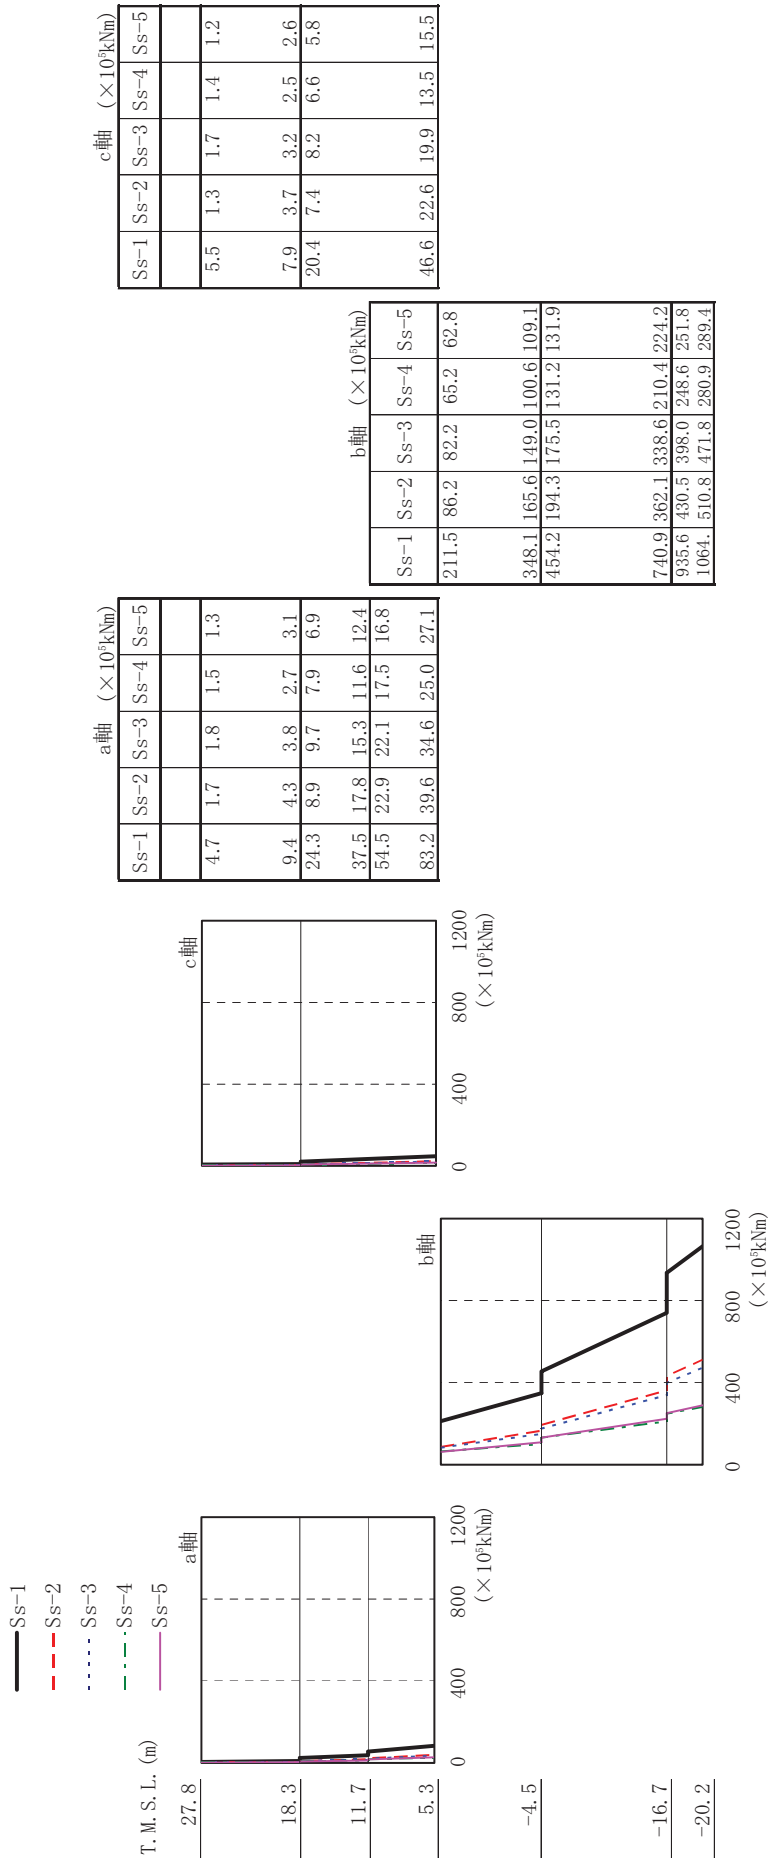 Ss-1
Ss-2
Ss-3
Ss-4
Ss-5
T.M.S.L.(m)
27.8
18.3
11.7
5.3
-4.5
-16.7
-20.2
a軸
0 400 800 1200
(×10⁵kNm)
b軸
0 400 800 1200
(×10⁵kNm)
c軸
0 400 800 1200
(×10⁵kNm)
a軸 (×10⁵kNm)
Ss-1 Ss-2 Ss-3 Ss-4 Ss-5
4.7 1.7 1.8 1.5 1.3
9.4 4.3 3.8 2.7 3.1
24.3 8.9 9.7 7.9 6.9
37.5 17.8 15.3 11.6 12.4
54.5 22.9 22.1 17.5 16.8
83.2 39.6 34.6 25.0 27.1
b軸 (×10⁵kNm)
Ss-1 Ss-2 Ss-3 Ss-4 Ss-5
211.5 86.2 82.2 65.2 62.8
348.1 165.6 149.0 100.6 109.1
454.2 194.3 175.5 131.2 131.9
740.9 362.1 338.6 210.4 224.2
935.6 430.5 398.0 248.6 251.8
1064. 510.8 471.8 280.9 289.4
c軸 (×10⁵kNm)
Ss-1 Ss-2 Ss-3 Ss-4 Ss-5
5.5 1.3 1.7 1.4 1.2
7.9 3.7 3.2 2.5 2.6
20.4 7.4 8.2 6.6 5.8
46.6 22.6 19.9 13.5 15.5